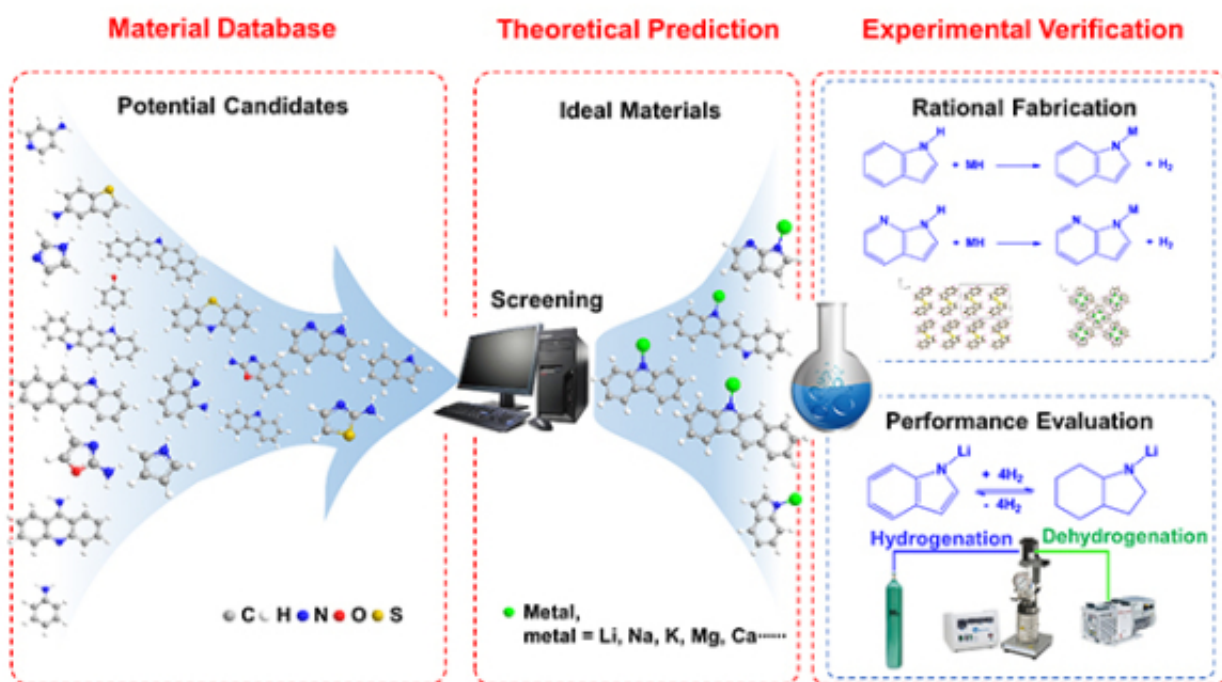 Material Database
Theoretical Prediction
Experimental Verification
Potential Candidates
C H N O S
Ideal Materials
Screening
Metal,
metal = Li, Na, K, Mg, Ca······
Rational Fabrication
H
N
+ MH
M
N
+ H₂
N
H
N
+ MH
N
M
N
+ H₂
Performance Evaluation
Li
N
+ 4H₂
- 4H₂
Li
N
Hydrogenation
Dehydrogenation